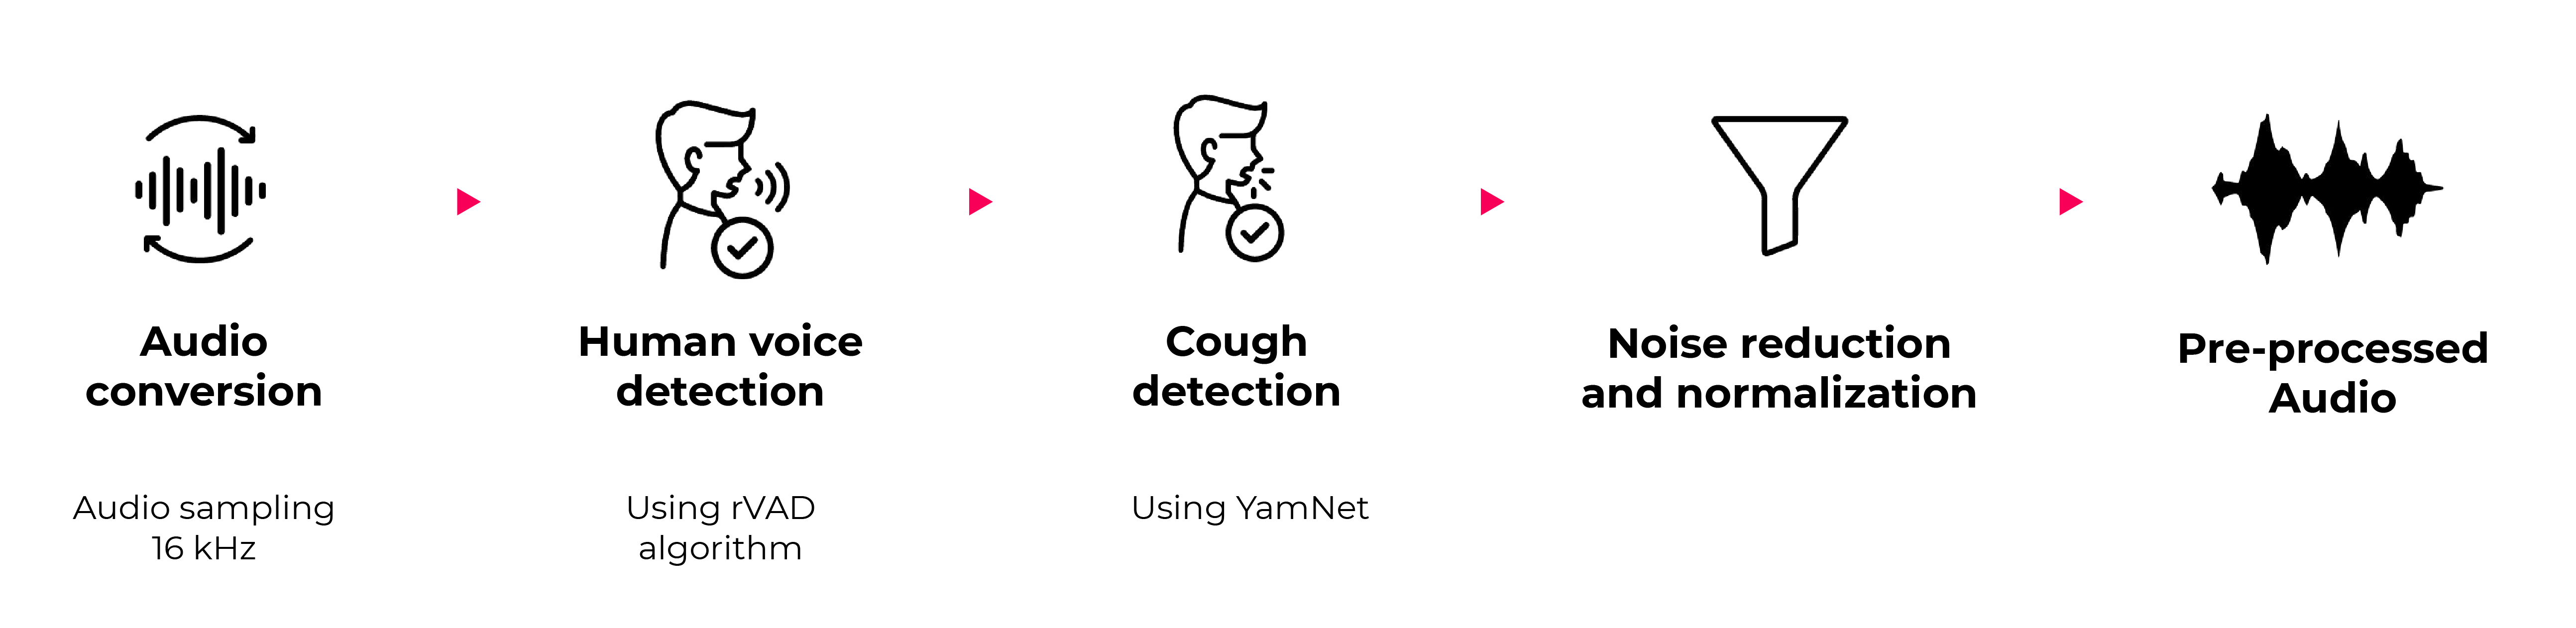 Audio
conversion
Audio sampling
16 kHz
Human voice
detection
Using rVAD
algorithm
Cough
detection
Using YamNet
Noise reduction
and normalization
Pre-processed
Audio